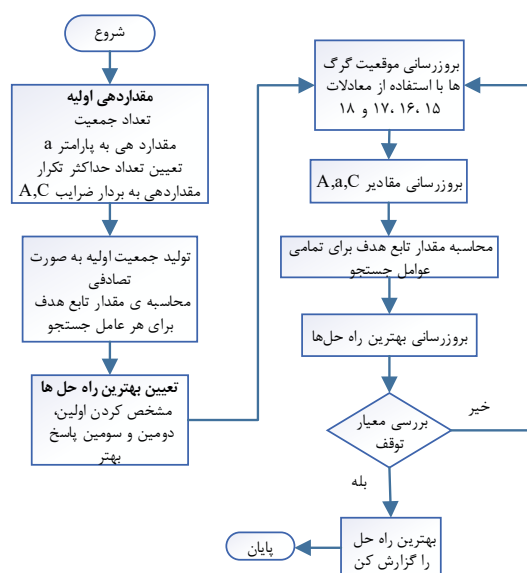 شروع
مقداردهی اولیه
تعداد جمعیت
مقدارد هی به پارامتر a
تعیین تعداد حداکثر تکرار
مقداردهی به بردار ضرایب A,C
تولید جمعیت اولیه به صورت
تصادفی
محاسبه ی مقدار تابع هدف
برای هر عامل جستجو
تعیین بهترین راه حل ها
مشخص کردن اولین،
دومین و سومین پاسخ
بهتر
بروزرسانی موقعیت گرگ
ها با استفاده از معادلات
۱۵ ،۱۶ ،۱۷ و ۱۸
بروزرسانی مقادیر A,a,C
محاسبه مقدار تابع هدف برای تمامی
عوامل جستجو
بروزرسانی بهترین راه حل‌ها
بررسی معیار
توقف
خیر
بله
بهترین راه حل
را گزارش کن
پایان